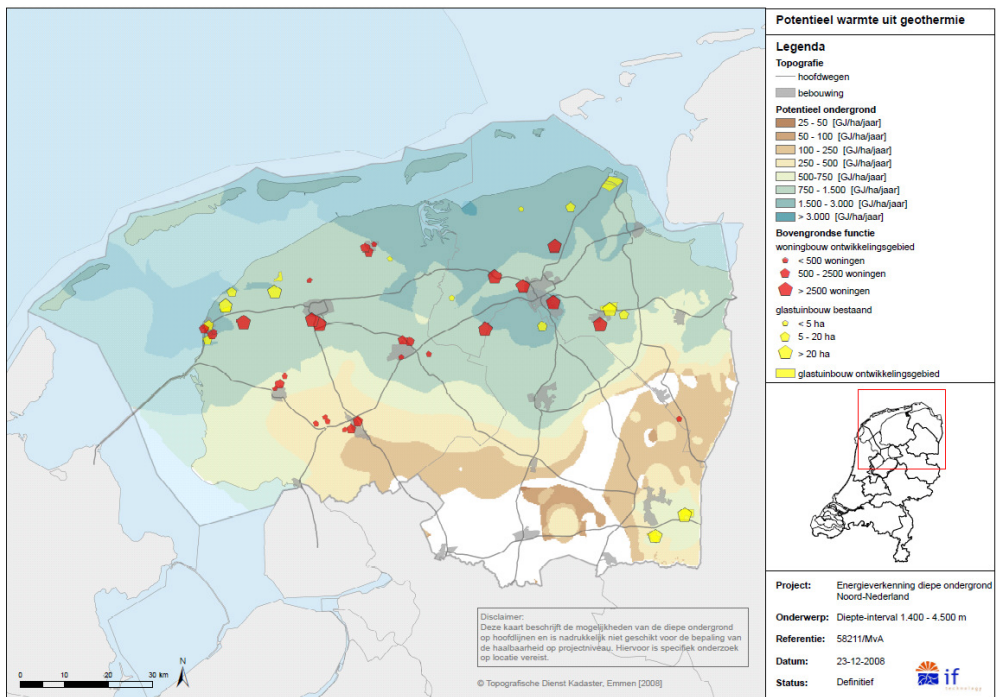 Potentieel warmte uit geothermie
Legenda
Topografie
hoofdwegen
bebouwing
Potentieel ondergrond
25 - 50 [GJ/ha/jaar]
50 - 100 [GJ/ha/jaar]
100 - 250 [GJ/ha/jaar]
250 - 500 [GJ/ha/jaar]
500-750 [GJ/ha/jaar]
750 - 1.500 [GJ/ha/jaar]
1.500 - 3.000 [GJ/ha/jaar]
> 3.000 [GJ/ha/jaar]
Bovengrondse functie
woningbouw ontwikkelingsgebied
< 500 woningen
500 - 2500 woningen
> 2500 woningen
glastuinbouw bestaand
< 5 ha
5 - 20 ha
> 20 ha
glastuinbouw ontwikkelingsgebied
Project: Energieverkenning diepe ondergrond
Noord-Nederland
Onderwerp: Diepte-interval 1.400 - 4.500 m
Referentie: 58211/MvA
Datum: 23-12-2008
Status: Definitief
if
technology
Disclaimer:
Deze kaart beschrijft de mogelijkheden van de diepe ondergrond
op hoofdlijnen en is nadrukkelijk niet geschikt voor de bepaling van
de haalbaarheid op projectniveau. Hiervoor is specifiek onderzoek
op locatie vereist.
© Topografische Dienst Kadaster, Emmen [2008]
0 10 20 30 km
N